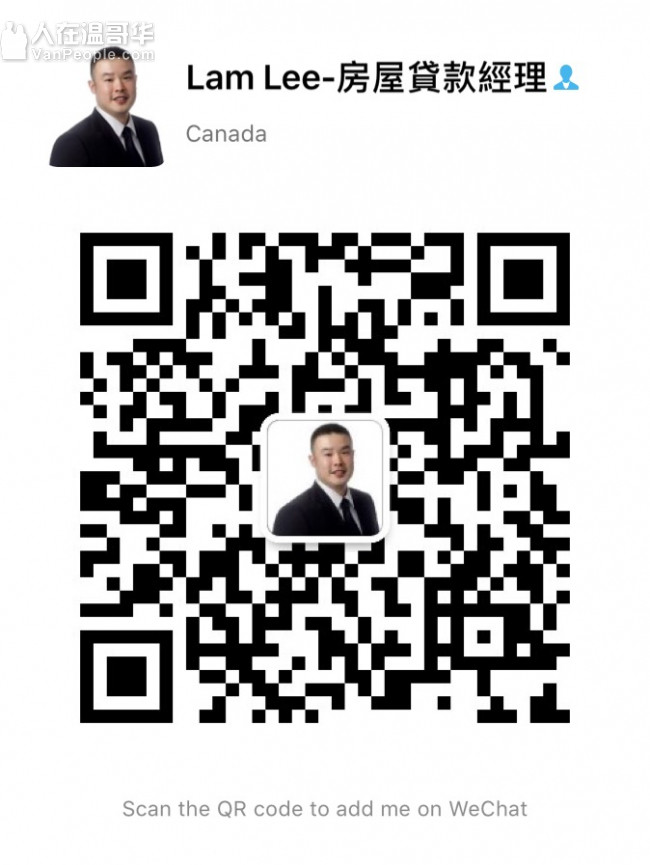 人在温哥华
VanPeople.com
Lam Lee-房屋貸款經理
Canada
Scan the QR code to add me on WeChat